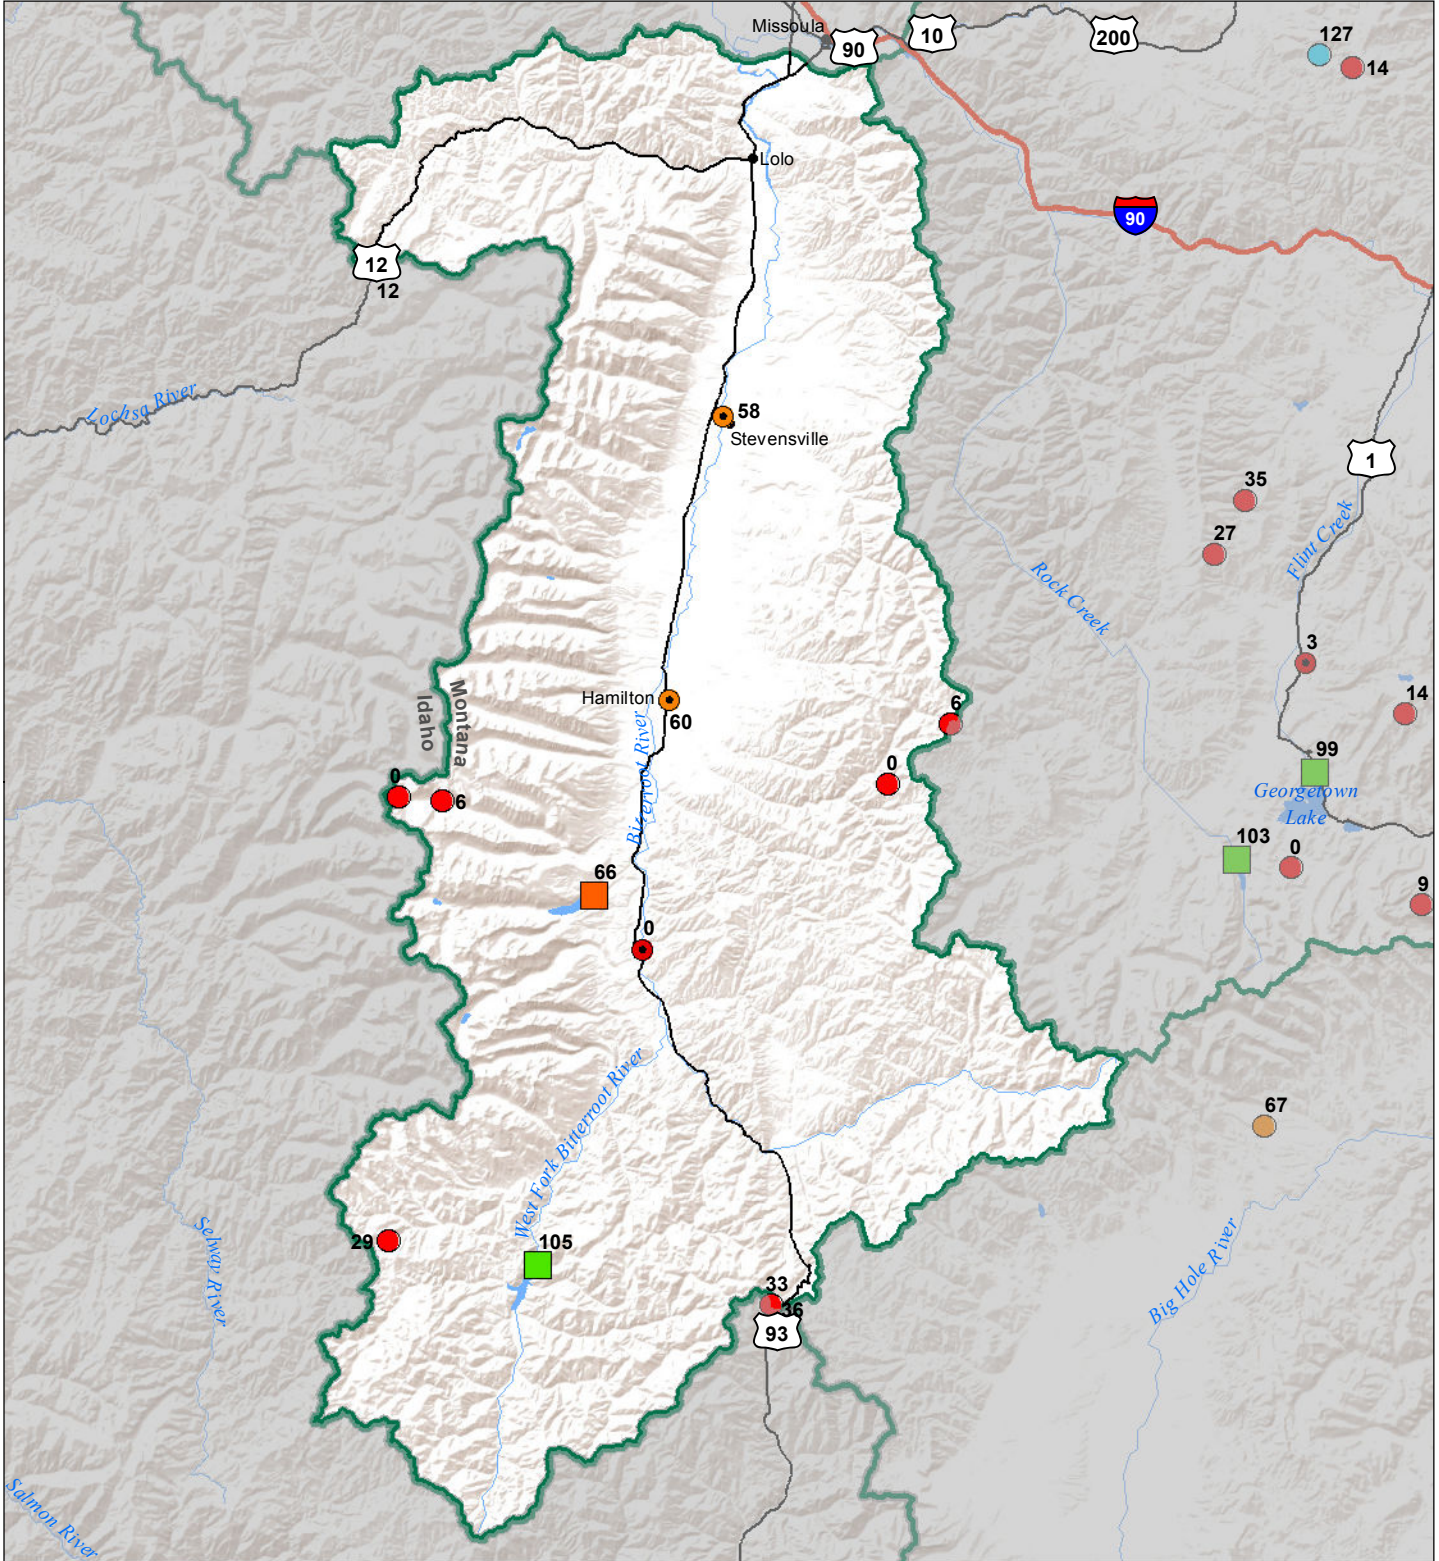 Missoula
90
10
200
127
14
Lolo
90
12
12
Lochsa River
58
Stevensville
1
35
27
Flint Creek
Rock Creek
3
Montana
Idaho
Hamilton
60
Bitterroot River
6
14
0
0
6
99
Georgetown
Lake
103
0
66
9
0
67
West Fork Bitterroot River
29
105
Selway River
Big Hole River
33
36
93
Salmon River